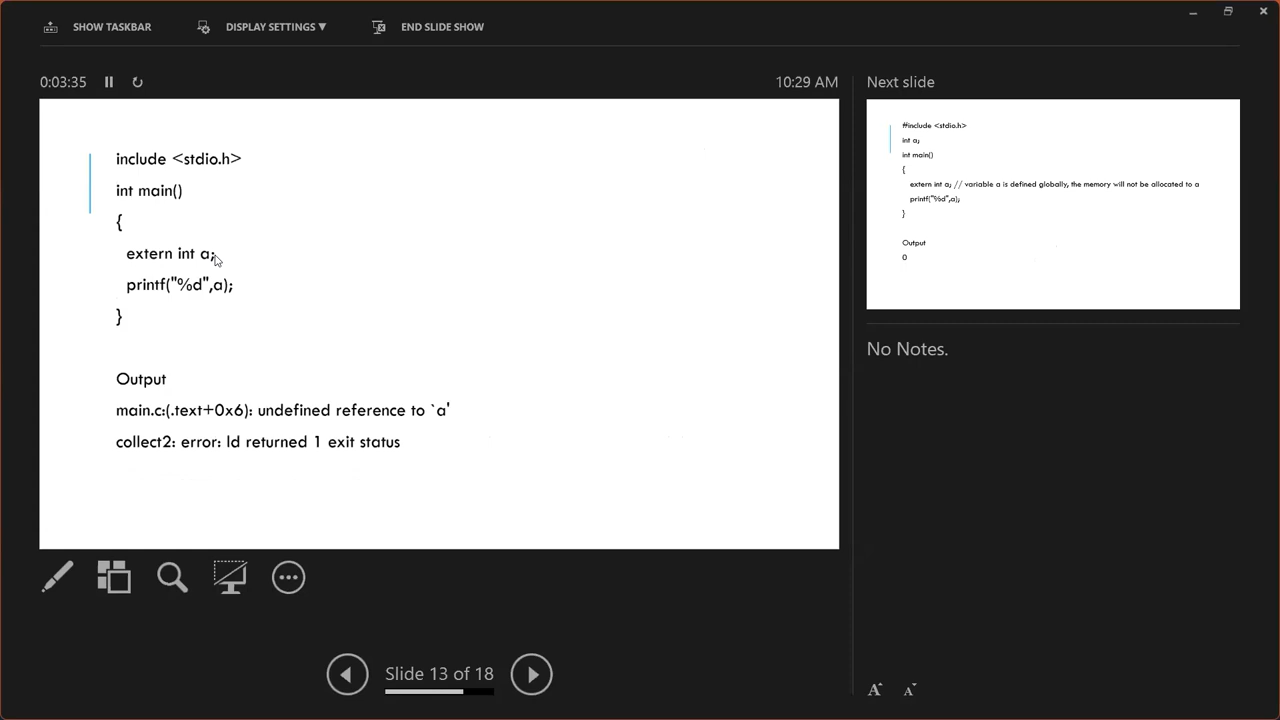 SHOW TASKBAR
DISPLAY SETTINGS ▼
END SLIDE SHOW
0:03:35
10:29 AM
include <stdio.h>
int main()
{
extern int a;
printf("%d",a);
}
Output
main.c:(.text+0x6): undefined reference to `a'
collect2: error: ld returned 1 exit status
Next slide
#include <stdio.h>
int a;
int main()
{
extern int a; // variable a is defined globally, the memory will not be allocated to a
printf("%d",a);
}
Output
0
No Notes.
Slide 13 of 18
A
A